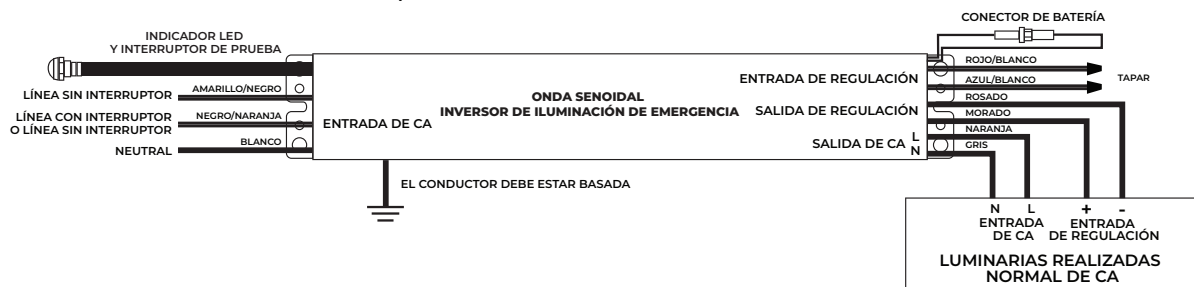 CONECTOR DE BATERÍA
INDICADOR LED
Y INTERRUPTOR DE PRUEBA
LÍNEA SIN INTERRUPTOR
AMARILLO/NEGRO
LÍNEA CON INTERRUPTOR
O LÍNEA SIN INTERRUPTOR
NEGRO/NARANJA
NEUTRAL
BLANCO
ENTRADA DE CA
ONDA SENOIDAL
INVERSOR DE ILUMINACIÓN DE EMERGENCIA
ENTRADA DE REGULACIÓN
SALIDA DE REGULACIÓN
SALIDA DE CA
L
N
ROJO/BLANCO
AZUL/BLANCO
TAPAR
ROSADO
MORADO
NARANJA
GRIS
EL CONDUCTOR DEBE ESTAR BASADA
N L + -
ENTRADA
DE CA
ENTRADA
DE REGULACIÓN
LUMINARIAS REALIZADAS
NORMAL DE CA